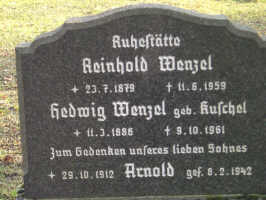 Ruhestätte
Reinhold Wenzel
+ 23.7.1879 † 11.6.1959
Hedwig Wenzel geb. Kuschel
+ 11.3.1886 † 9.10.1961
Zum Gedenken unseres lieben Sohnes
+ 29.10.1912 Arnold gef. 8.2.1942